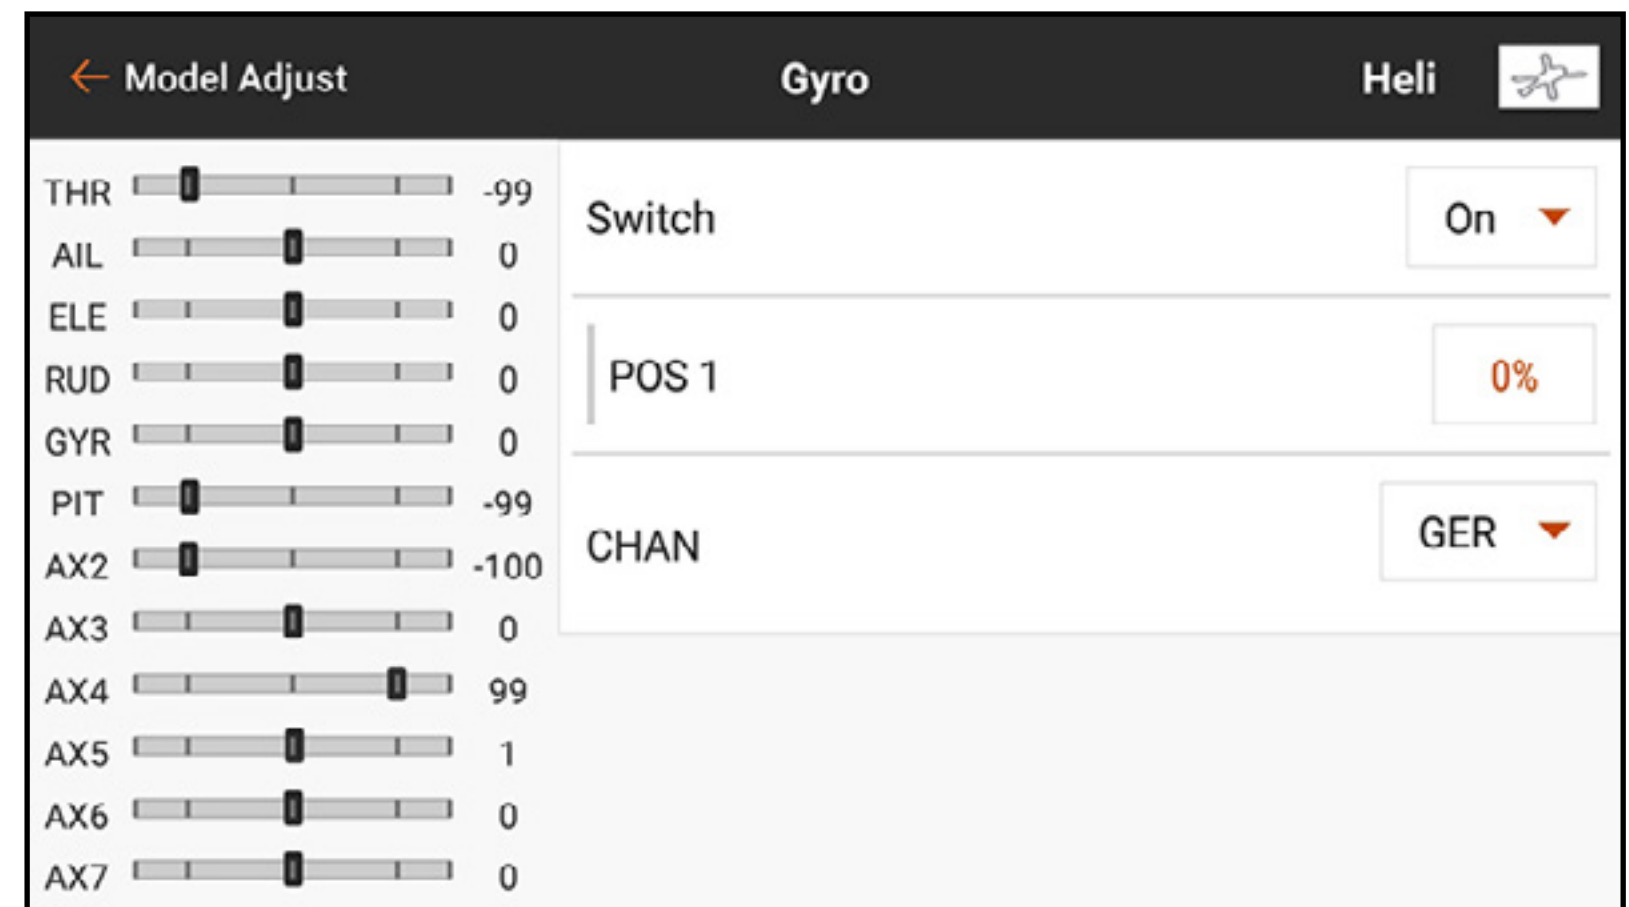 Model Adjust
Gyro
Heli
THR -99
AIL 0
ELE 0
RUD 0
GYR 0
PIT -99
AX2 -100
AX3 0
AX4 99
AX5 1
AX6 0
AX7 0
Switch On
POS 1 0%
CHAN GER